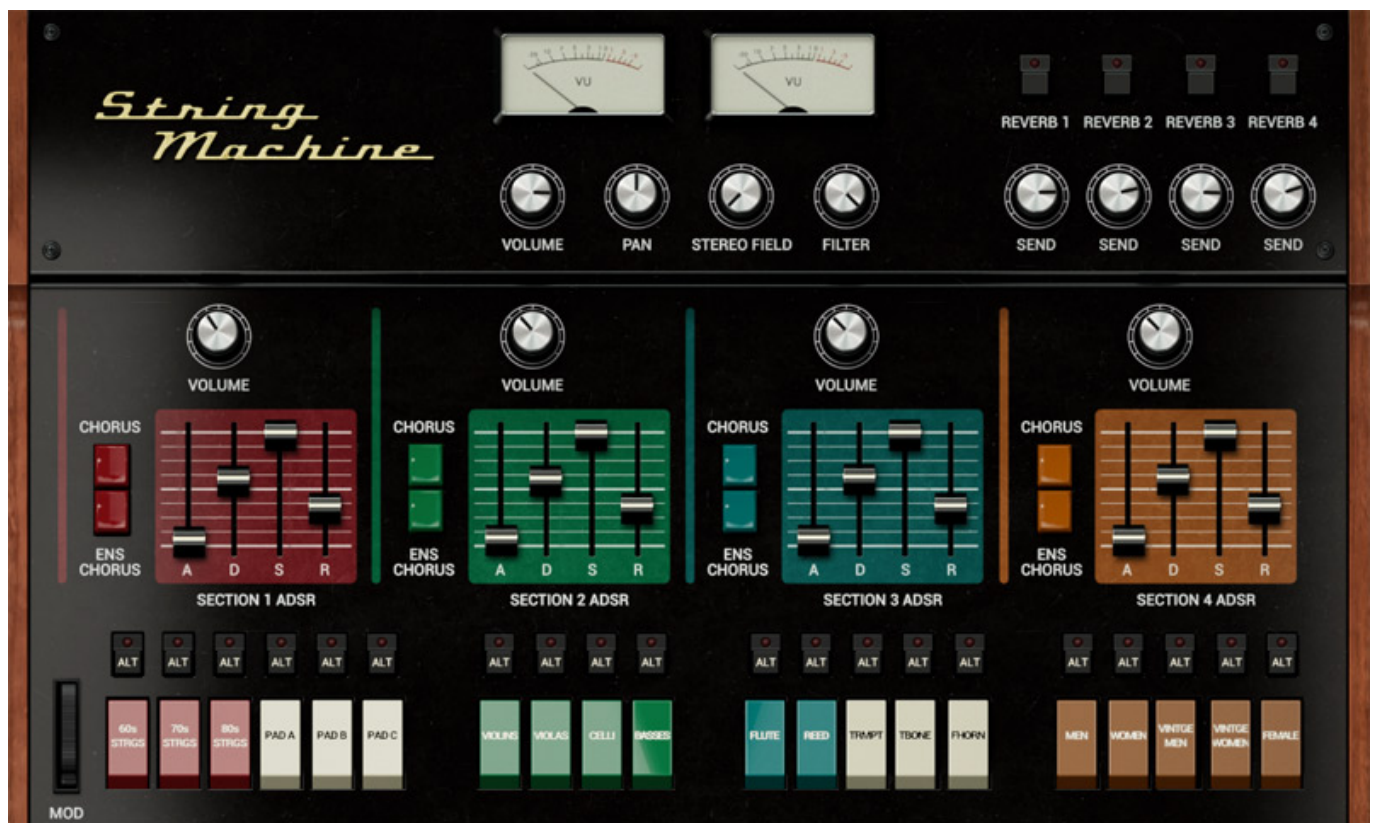 String
Machine
VU
VU
REVERB 1 REVERB 2 REVERB 3 REVERB 4
VOLUME PAN STEREO FIELD FILTER
SEND SEND SEND SEND
VOLUME VOLUME VOLUME VOLUME
CHORUS CHORUS CHORUS CHORUS
ENS CHORUS
ENS CHORUS
ENS CHORUS
ENS CHORUS
A D S R A D S R A D S R A D S R
SECTION 1 ADSR SECTION 2 ADSR SECTION 3 ADSR SECTION 4 ADSR
ALT ALT ALT ALT ALT ALT ALT ALT ALT ALT ALT ALT ALT ALT ALT ALT ALT ALT ALT ALT
60s STRGS
70s STRGS
80s STRGS
PAD A
PAD B
PAD C
VIOLINS
VIOLAS
CELLI
BASSES
FLUTE
REED
TRMPT
TBONE
FHORN
MEN
WOMEN
VINTGE MEN
VINTGE WOMEN
FEMALE
MOD